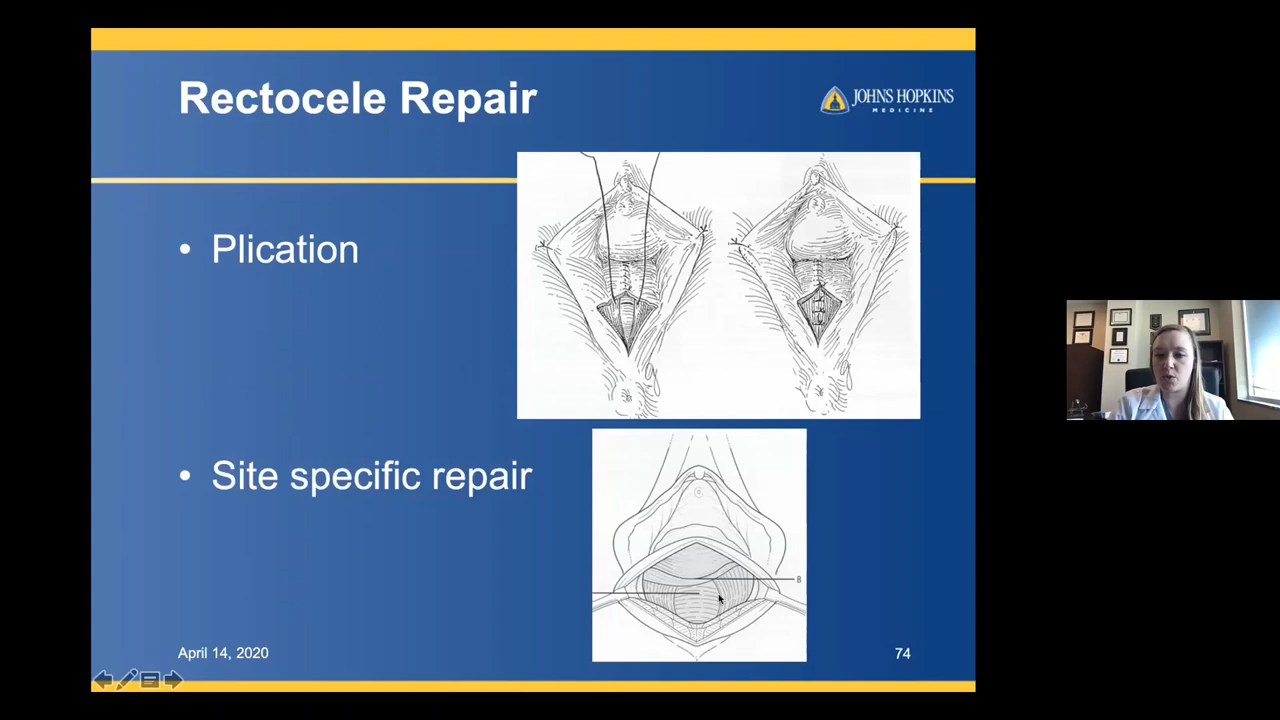 Rectocele Repair
JOHNS HOPKINS
MEDICINE
• Plication
• Site specific repair
B
April 14, 2020
74